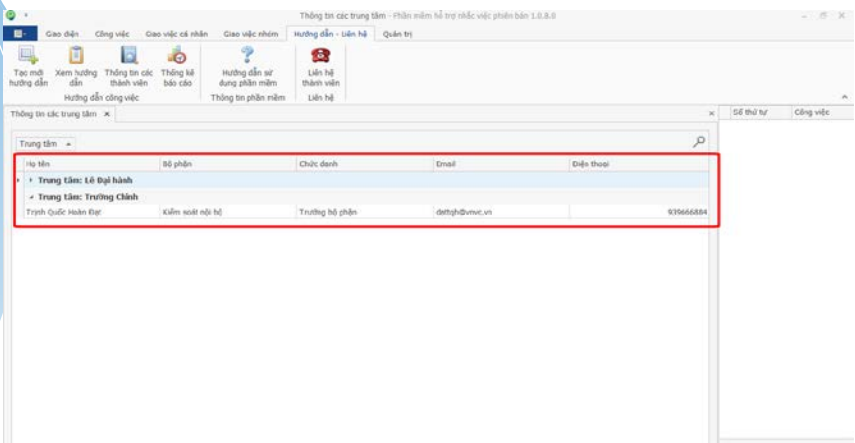 Thông tin các trung tâm - Phần mềm hỗ trợ nhắc việc phiên bản 1.0.8.0
Giao diện Công việc Giao việc cá nhân Giao việc nhóm Hướng dẫn - Liên hệ Quản trị
Tạo mới hướng dẫn
Xem hướng dẫn
Thông tin các thành viên
Thống kê báo cáo
Hướng dẫn sử dụng phần mềm
Liên hệ thành viên
Hướng dẫn công việc Thông tin phần mềm Liên hệ
Thông tin các trung tâm
Số thứ tự Công việc
Trung tâm
Họ tên Bộ phận Chức danh Email Điện thoại
Trung tâm: Lê Đại hành
Trung tâm: Trường Chinh
Trịnh Quốc Hoàn Đạt Kiểm soát nội bộ Trưởng bộ phận 939666884